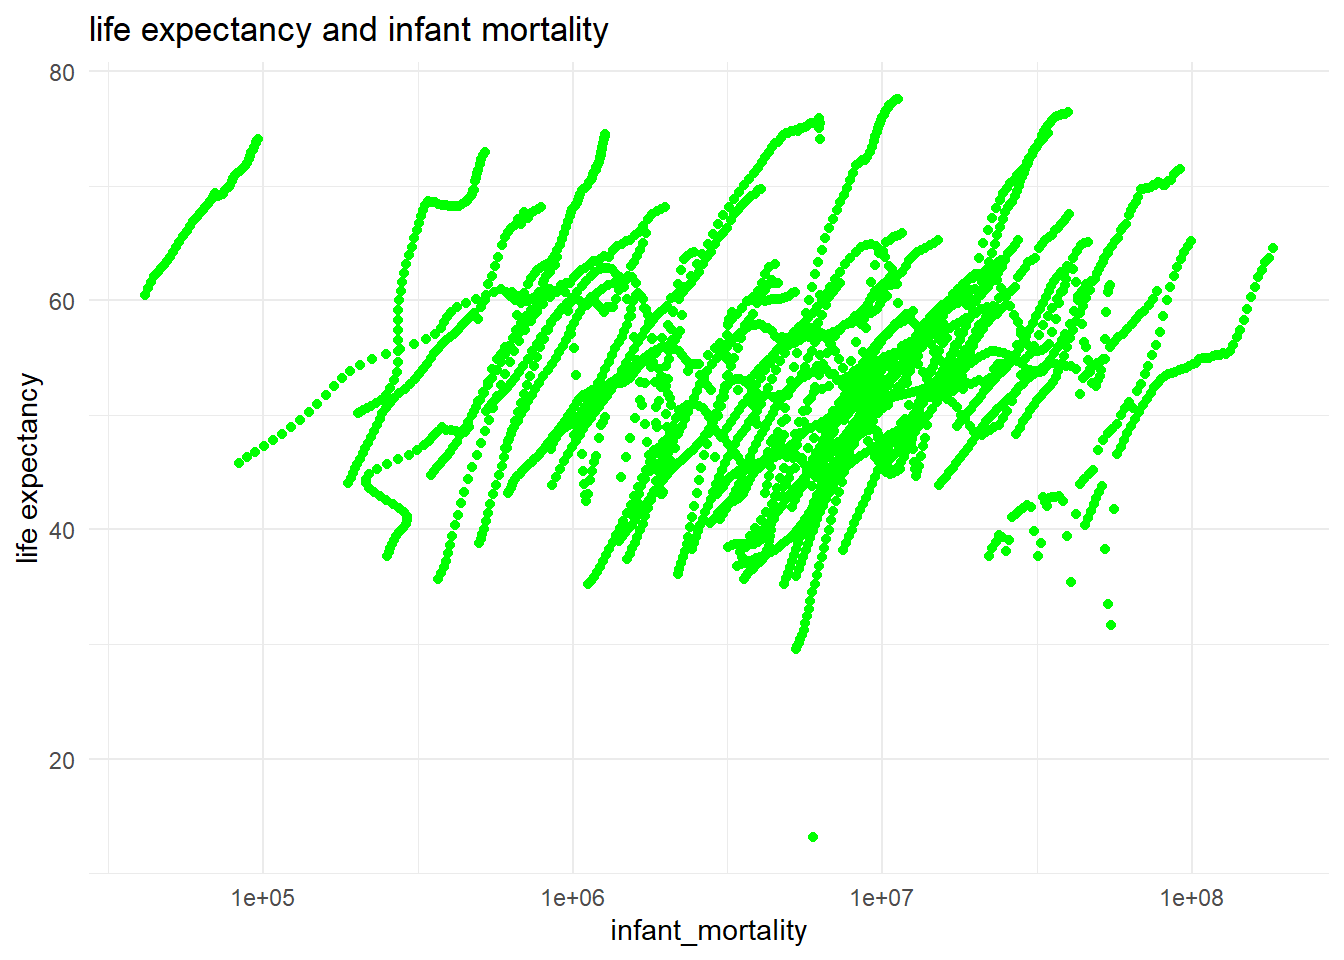 life expectancy and infant mortality
life expectancy
80
60
40
20
1e+05
1e+06
1e+07
1e+08
infant_mortality